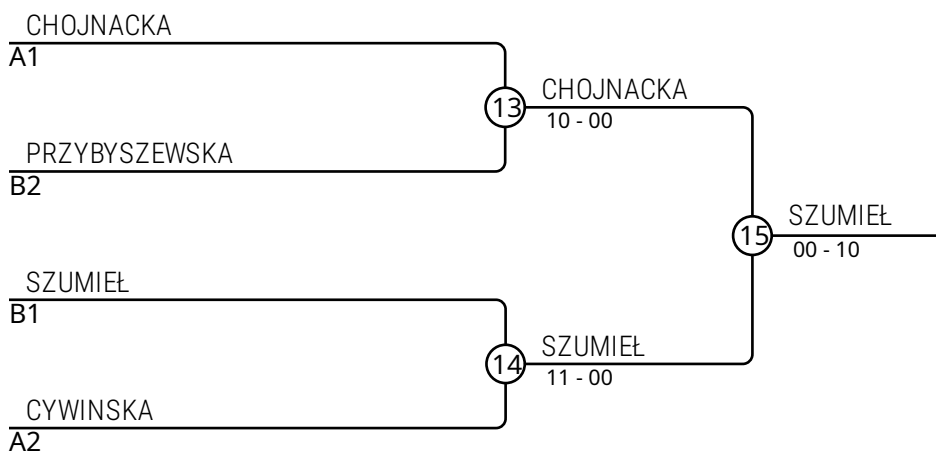 CHOJNACKA
A1
13
CHOJNACKA
10 - 00
PRZYBYSZEWSKA
B2
15
SZUMIEŁ
00 - 10
SZUMIEŁ
B1
14
SZUMIEŁ
11 - 00
CYWINSKA
A2